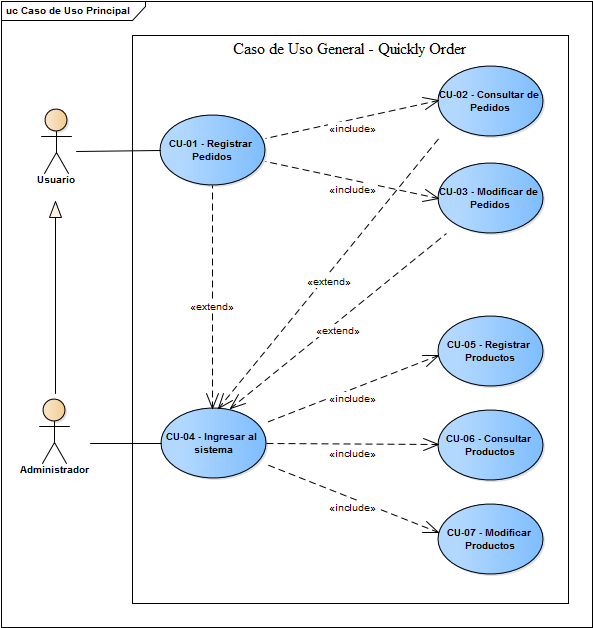 uc Caso de Uso Principal
Caso de Uso General - Quickly Order
CU-02 - Consultar de
Pedidos
«include»
CU-01 - Registrar
Pedidos
Usuario
«include»
CU-03 - Modificar de
Pedidos
«extend»
«extend»
«extend»
CU-05 - Registrar
Productos
«include»
CU-04 - Ingresar al
sistema
Administrador
CU-06 - Consultar
Productos
«include»
«include»
CU-07 - Modificar
Productos